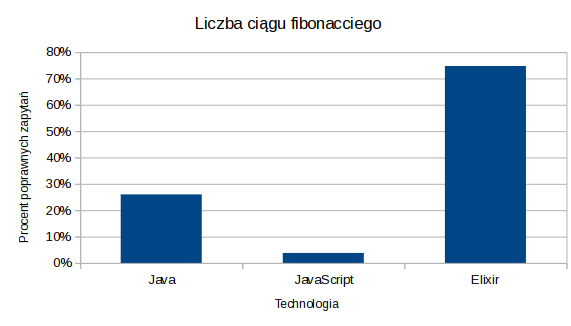 Liczba ciągu fibonacciego
Procent poprawnych zapytań
80%
70%
60%
50%
40%
30%
20%
10%
0%
Java JavaScript Elixir
Technologia